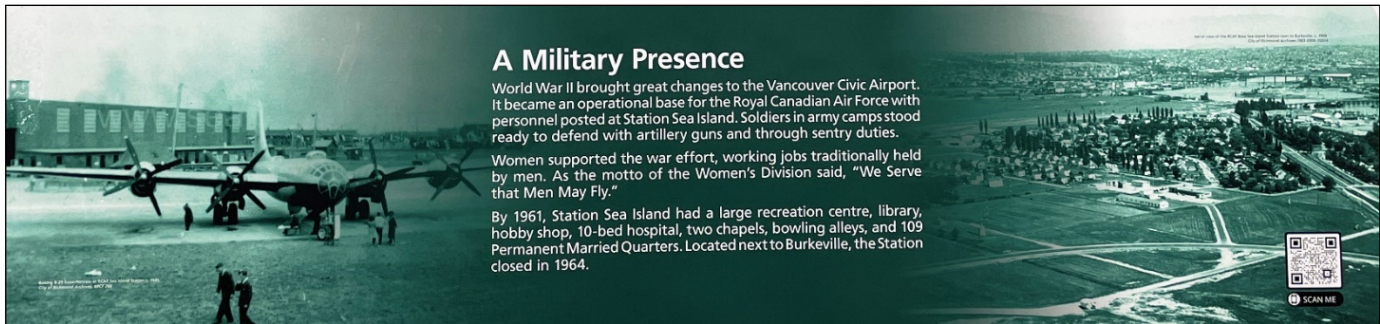 A Military Presence
World War II brought great changes to the Vancouver Civic Airport.
It became an operational base for the Royal Canadian Air Force with
personnel posted at Station Sea Island. Soldiers in army camps stood
ready to defend with artillery guns and through sentry duties.
Women supported the war effort, working jobs traditionally held
by men. As the motto of the Women's Division said, "We Serve
that Men May Fly."
By 1961, Station Sea Island had a large recreation centre, library,
hobby shop, 10-bed hospital, two chapels, bowling alleys, and 109
Permanent Married Quarters. Located next to Burkeville, the Station
closed in 1964.
City of Richmond Archives
SCAN ME